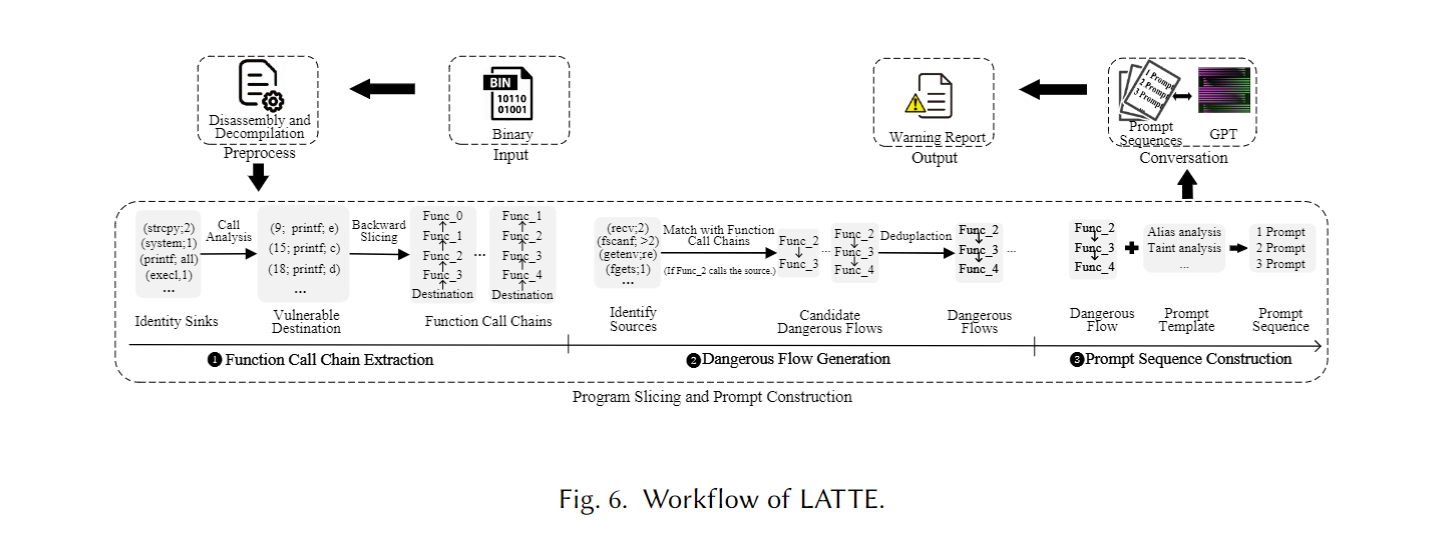 BIN
10110
01001
Disassembly and
Decompilation
Preprocess
Binary
Input
Warning Report
Output
1 Prompt
2 Prompt
3 Prompt
...
Prompt
Sequences
GPT
Conversation
(strcpy;2)
(system;1)
(printf; all)
(execl,1)
...
Identity Sinks
Call
Analysis
(9; printf; e)
(15; printf; c)
(18; printf; d)
...
Vulnerable
Destination
Backward
Slicing
Func_0
Func_1
Func_2
Func_3
Destination
...
Func_1
Func_2
Func_3
Func_4
Destination
Function Call Chains
(recv;2)
(fscanf; >2)
(getenv;re)
(fgets;1)
...
Identify
Sources
Match with Function
Call Chains
(If Func_2 calls the source.)
Func_2
Func_3
...
Func_2
Func_3
Func_4
Candidate
Dangerous Flows
Deduplaction
Func_2
Func_3
Func_4
...
Dangerous
Flows
Func_2
Func_3
Func_4
Dangerous
Flow
Alias analysis
Taint analysis
...
Prompt
Template
1 Prompt
2 Prompt
3 Prompt
Prompt
Sequence
❶ Function Call Chain Extraction
❷ Dangerous Flow Generation
❸ Prompt Sequence Construction
Program Slicing and Prompt Construction
Fig. 6. Workflow of LATTE.